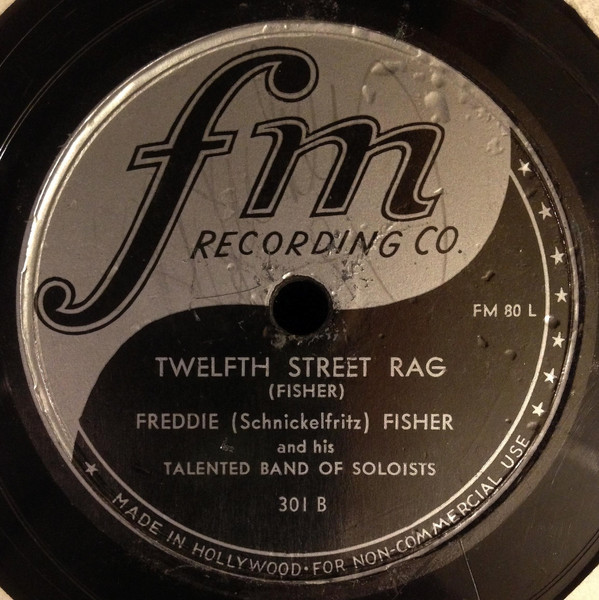 fm
RECORDING CO.
FM 80 L
TWELFTH STREET RAG
(FISHER)
FREDDIE (Schnickelfritz) FISHER
and his
TALENTED BAND OF SOLOISTS
301 B
MADE IN HOLLYWOOD · FOR NON-COMMERCIAL USE